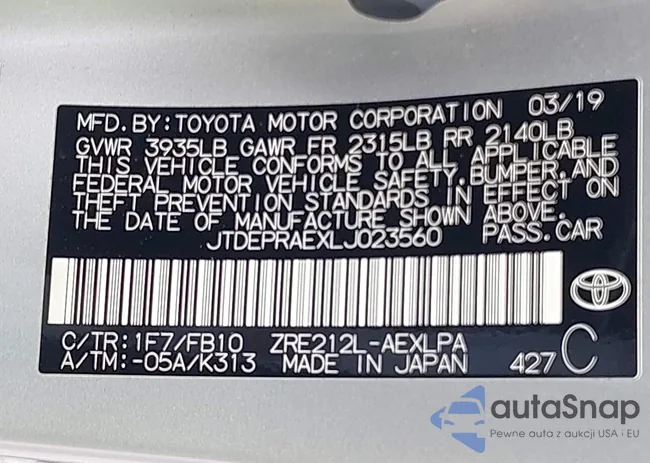 MFD. BY: TOYOTA MOTOR CORPORATION 03/19
GVWR 3935LB GAWR FR 2315LB RR 2140LB
THIS VEHICLE CONFORMS TO ALL APPLICABLE
FEDERAL MOTOR VEHICLE SAFETY, BUMPER, AND
THEFT PREVENTION STANDARDS IN EFFECT ON
THE DATE OF MANUFACTURE SHOWN ABOVE.
JTDEPRAEXLJ023560 PASS. CAR
C/TR: 1F7/FB10 ZRE212L-AEXLPA
A/TM: -05A/K313 MADE IN JAPAN 427 C
autaSnap
Pewne auta z aukcji USA i EU